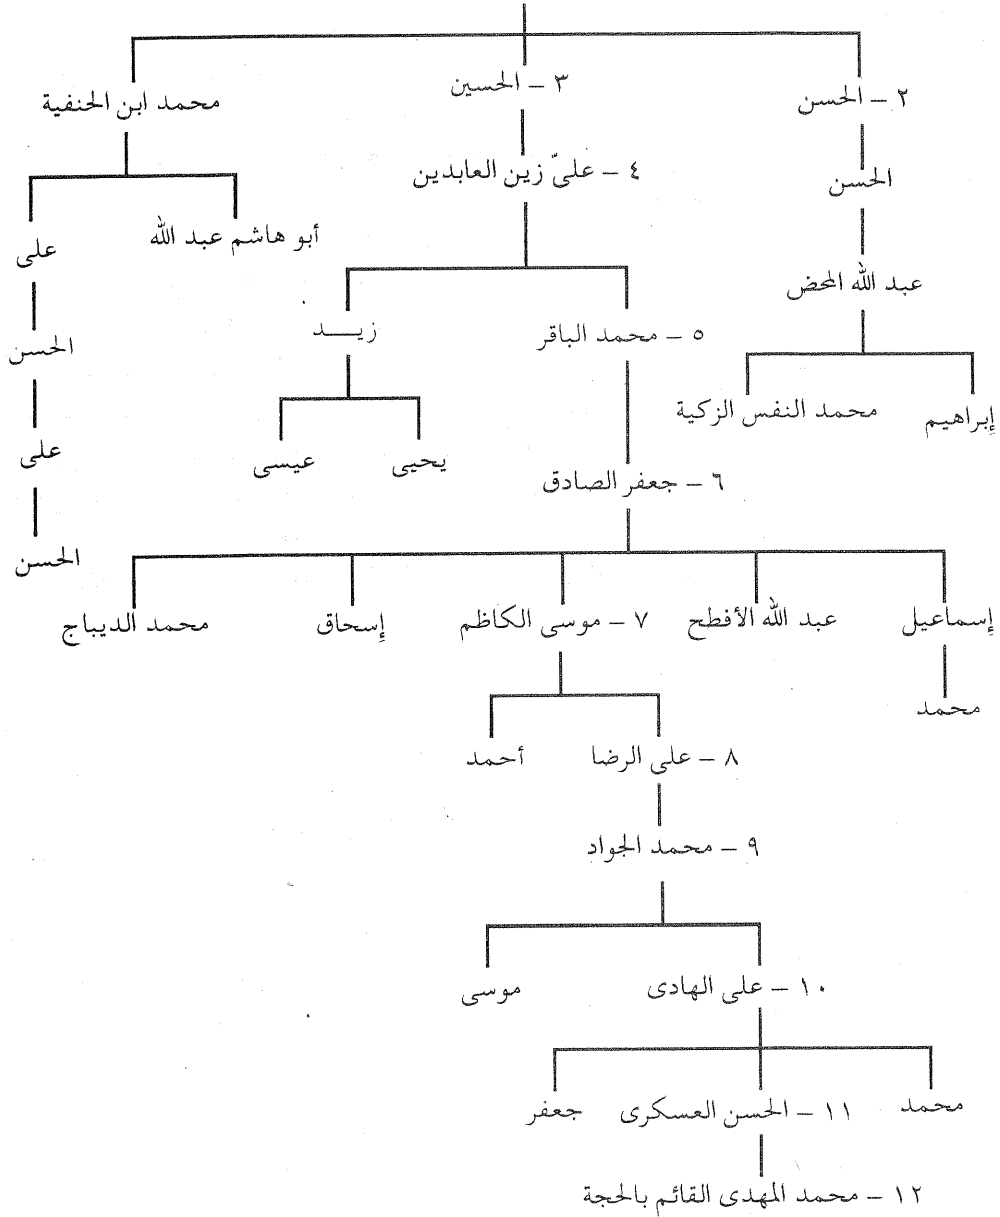 ٢ – الحسن
٣ – الحسين
محمد ابن الحنفية
الحسن
٤ – علىّ زين العابدين
أبو هاشم عبد الله
على
عبد الله المحض
٥ – محمد الباقر
زيـــد
الحسن
إبراهيم
محمد النفس الزكية
يحيى
عيسى
على
٦ – جعفر الصادق
الحسن
إسماعيل
عبد الله الأفطح
٧ – موسى الكاظم
إسحاق
محمد الديباج
محمد
٨ – على الرضا
أحمد
٩ – محمد الجواد
١٠ – على الهادى
موسى
محمد
١١ – الحسن العسكرى
جعفر
١٢ – محمد المهدى القائم بالحجة